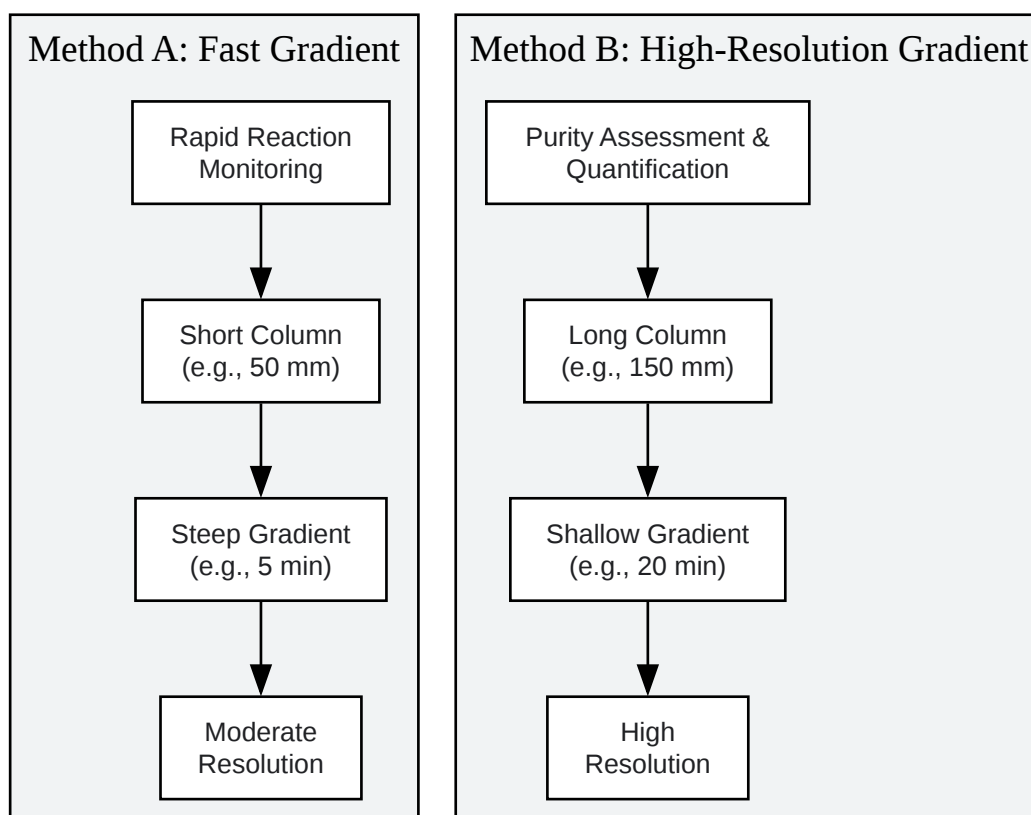 Method A: Fast Gradient
Rapid Reaction
Monitoring
Short Column
(e.g., 50 mm)
Steep Gradient
(e.g., 5 min)
Moderate
Resolution
Method B: High-Resolution Gradient
Purity Assessment &
Quantification
Long Column
(e.g., 150 mm)
Shallow Gradient
(e.g., 20 min)
High
Resolution